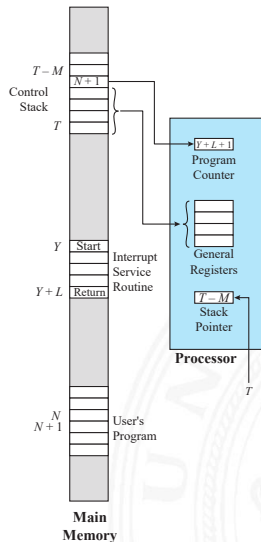 T – M
N + 1
Control
Stack
T
Y + L + 1
Program
Counter
Y
Start
Interrupt
Service
Routine
General
Registers
Y + L
Return
T – M
Stack
Pointer
Processor
T
N
N + 1
User's
Program
Main
Memory
U N